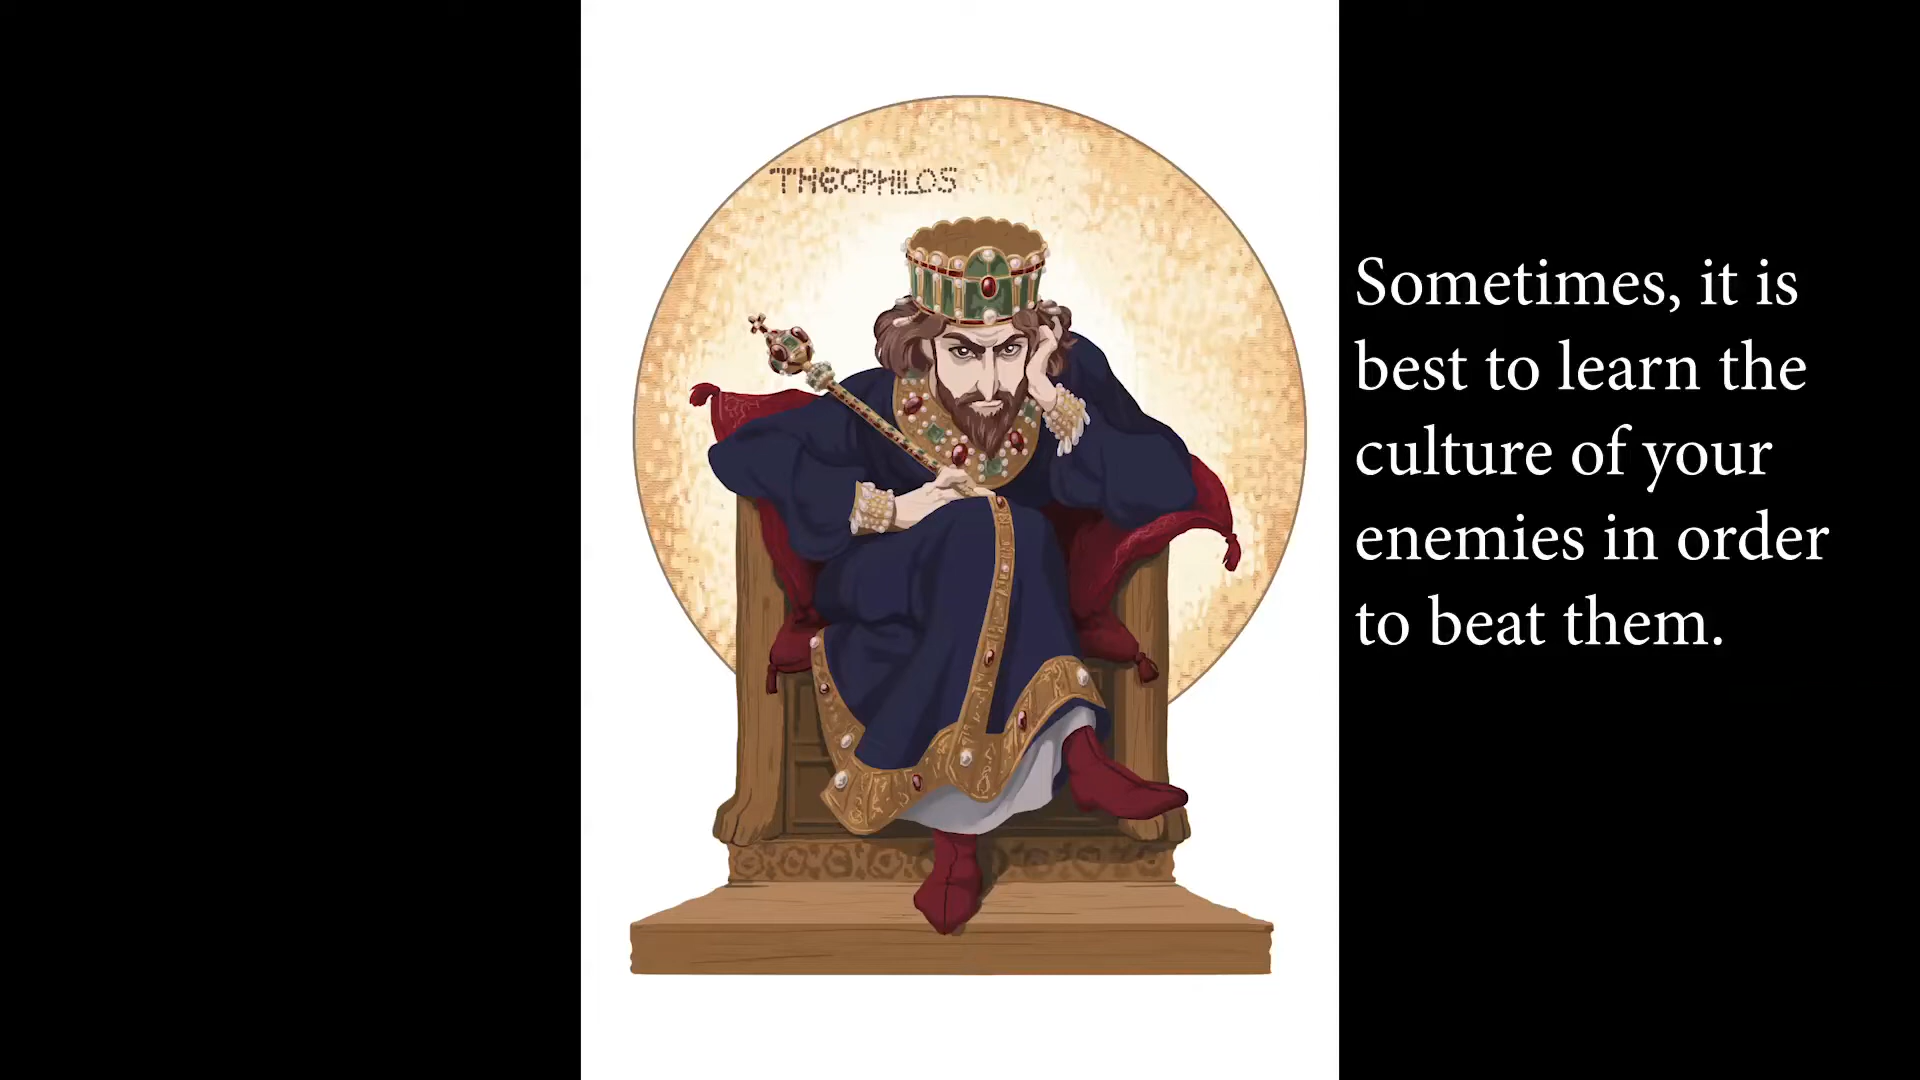 THEOPHILOS
Sometimes, it is
best to learn the
culture of your
enemies in order
to beat them.